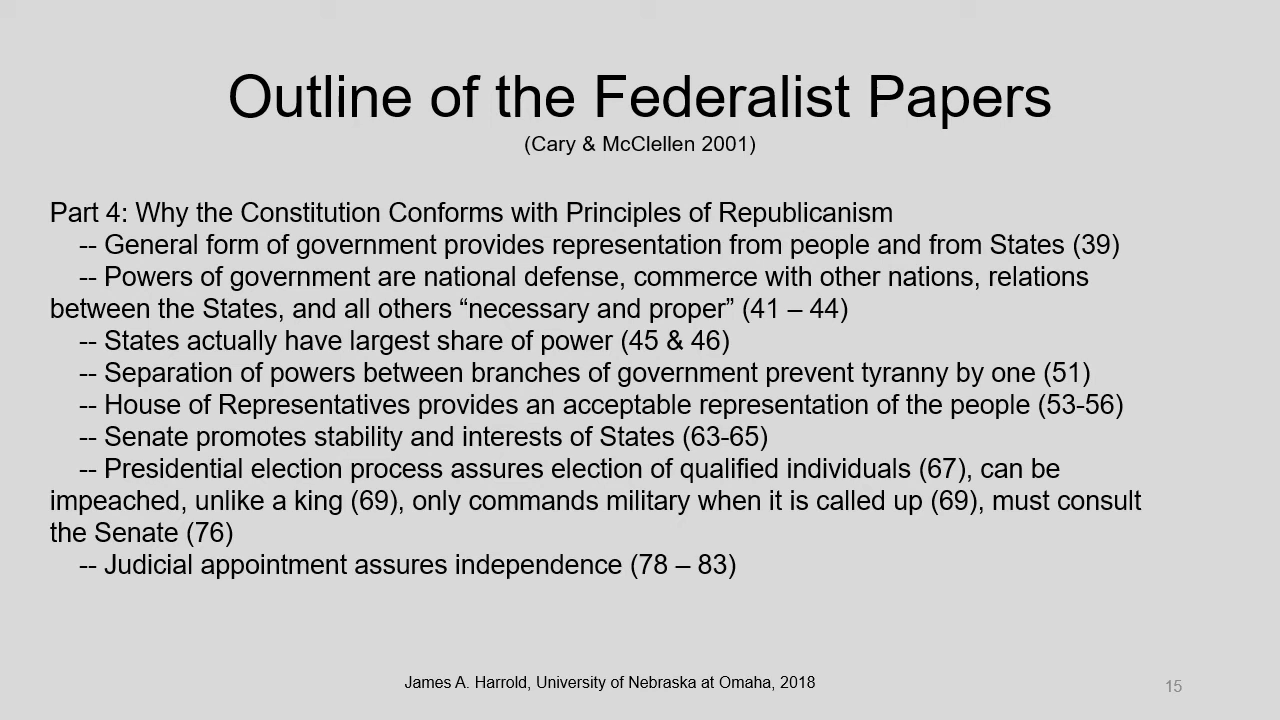 Outline of the Federalist Papers
(Cary & McClellen 2001)
Part 4: Why the Constitution Conforms with Principles of Republicanism
-- General form of government provides representation from people and from States (39)
-- Powers of government are national defense, commerce with other nations, relations
between the States, and all others “necessary and proper” (41 – 44)
-- States actually have largest share of power (45 & 46)
-- Separation of powers between branches of government prevent tyranny by one (51)
-- House of Representatives provides an acceptable representation of the people (53-56)
-- Senate promotes stability and interests of States (63-65)
-- Presidential election process assures election of qualified individuals (67), can be
impeached, unlike a king (69), only commands military when it is called up (69), must consult
the Senate (76)
-- Judicial appointment assures independence (78 – 83)
James A. Harrold, University of Nebraska at Omaha, 2018
15